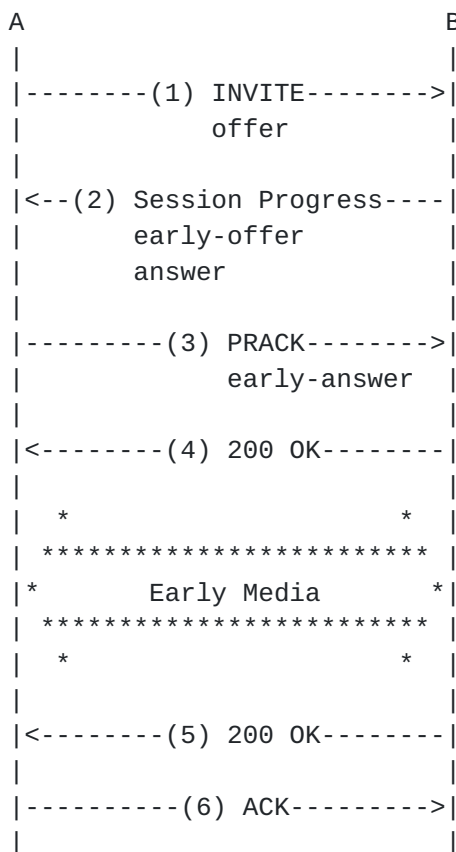 A                           B
|                           |
|--------(1) INVITE-------->|
|            offer          |
|                           |
|<--(2) Session Progress----|
|       early-offer         |
|       answer              |
|                           |
|---------(3) PRACK-------->|
|             early-answer  |
|                           |
|<--------(4) 200 OK--------|
|                           |
|  *                     *  |
| ************************* |
|*       Early Media       *|
| ************************* |
|  *                     *  |
|                           |
|<--------(5) 200 OK--------|
|                           |
|----------(6) ACK--------->|
|                           |